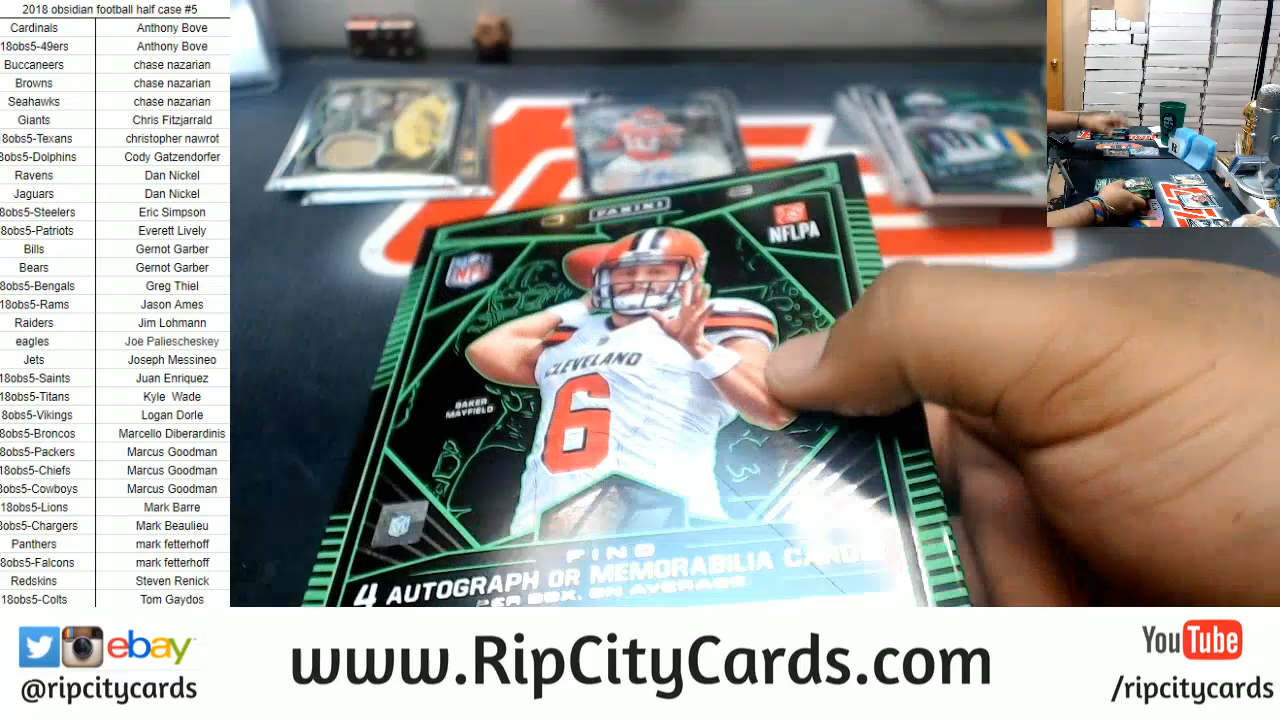 2018 obsidian football half case #5
Cardinals Anthony Bove
18obs5-49ers Anthony Bove
Buccaneers chase nazarian
Browns chase nazarian
Seahawks chase nazarian
Giants Chris Fitzjarrald
18obs5-Texans christopher nawrot
8obs5-Dolphins Cody Gatzendorfer
Ravens Dan Nickel
Jaguars Dan Nickel
8obs5-Steelers Eric Simpson
8obs5-Patriots Everett Lively
Bills Gernot Garber
Bears Gernot Garber
8obs5-Bengals Greg Thiel
18obs5-Rams Jason Ames
Raiders Jim Lohmann
eagles Joe Paliescheskey
Jets Joseph Messineo
18obs5-Saints Juan Enriquez
18obs5-Titans Kyle Wade
8obs5-Vikings Logan Dorle
8obs5-Broncos Marcello Diberardinis
8obs5-Packers Marcus Goodman
18obs5-Chiefs Marcus Goodman
8obs5-Cowboys Marcus Goodman
18obs5-Lions Mark Barre
8obs5-Chargers Mark Beaulieu
Panthers mark fetterhoff
8obs5-Falcons mark fetterhoff
Redskins Steven Renick
18obs5-Colts Tom Gaydos
PANINI
NFL
NFLPA
CLEVELAND
6
BAKER
MAYFIELD
FIND
4 AUTOGRAPH OR MEMORABILIA CARDS
PER BOX, ON AVERAGE
ebay
@ripcitycards
www.RipCityCards.com
YouTube
/ripcitycards